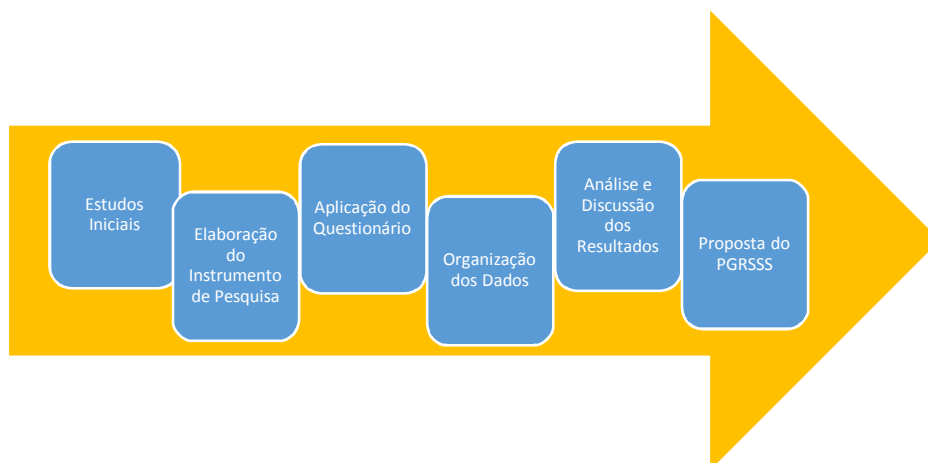 Estudos
Iniciais
Elaboração
do
Instrumento
de Pesquisa
Aplicação do
Questionário
Organização
dos Dados
Análise e
Discussão
dos
Resultados
Proposta do
PGRSSS